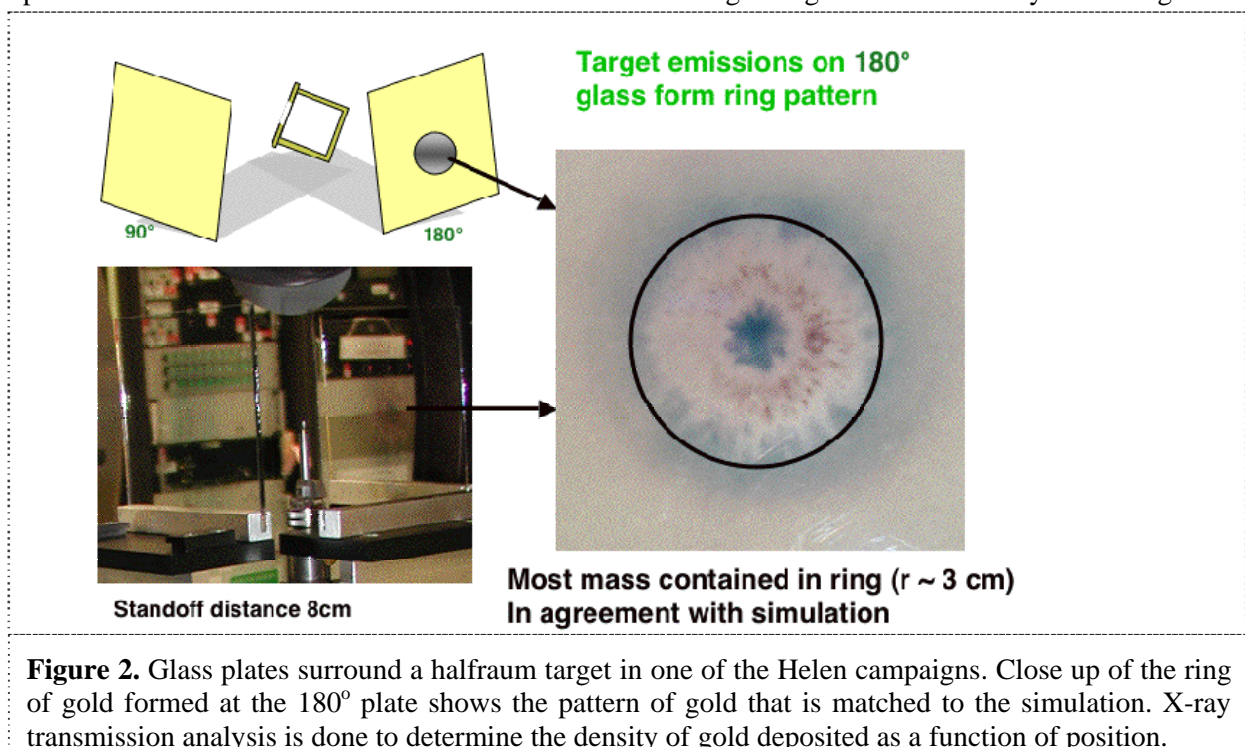 Target emissions on 180°
glass form ring pattern
90°
180°
Standoff distance 8cm
Most mass contained in ring (r ~ 3 cm)
In agreement with simulation
Figure 2. Glass plates surround a halfraum target in one of the Helen campaigns. Close up of the ring
of gold formed at the 180° plate shows the pattern of gold that is matched to the simulation. X-ray
transmission analysis is done to determine the density of gold deposited as a function of position.